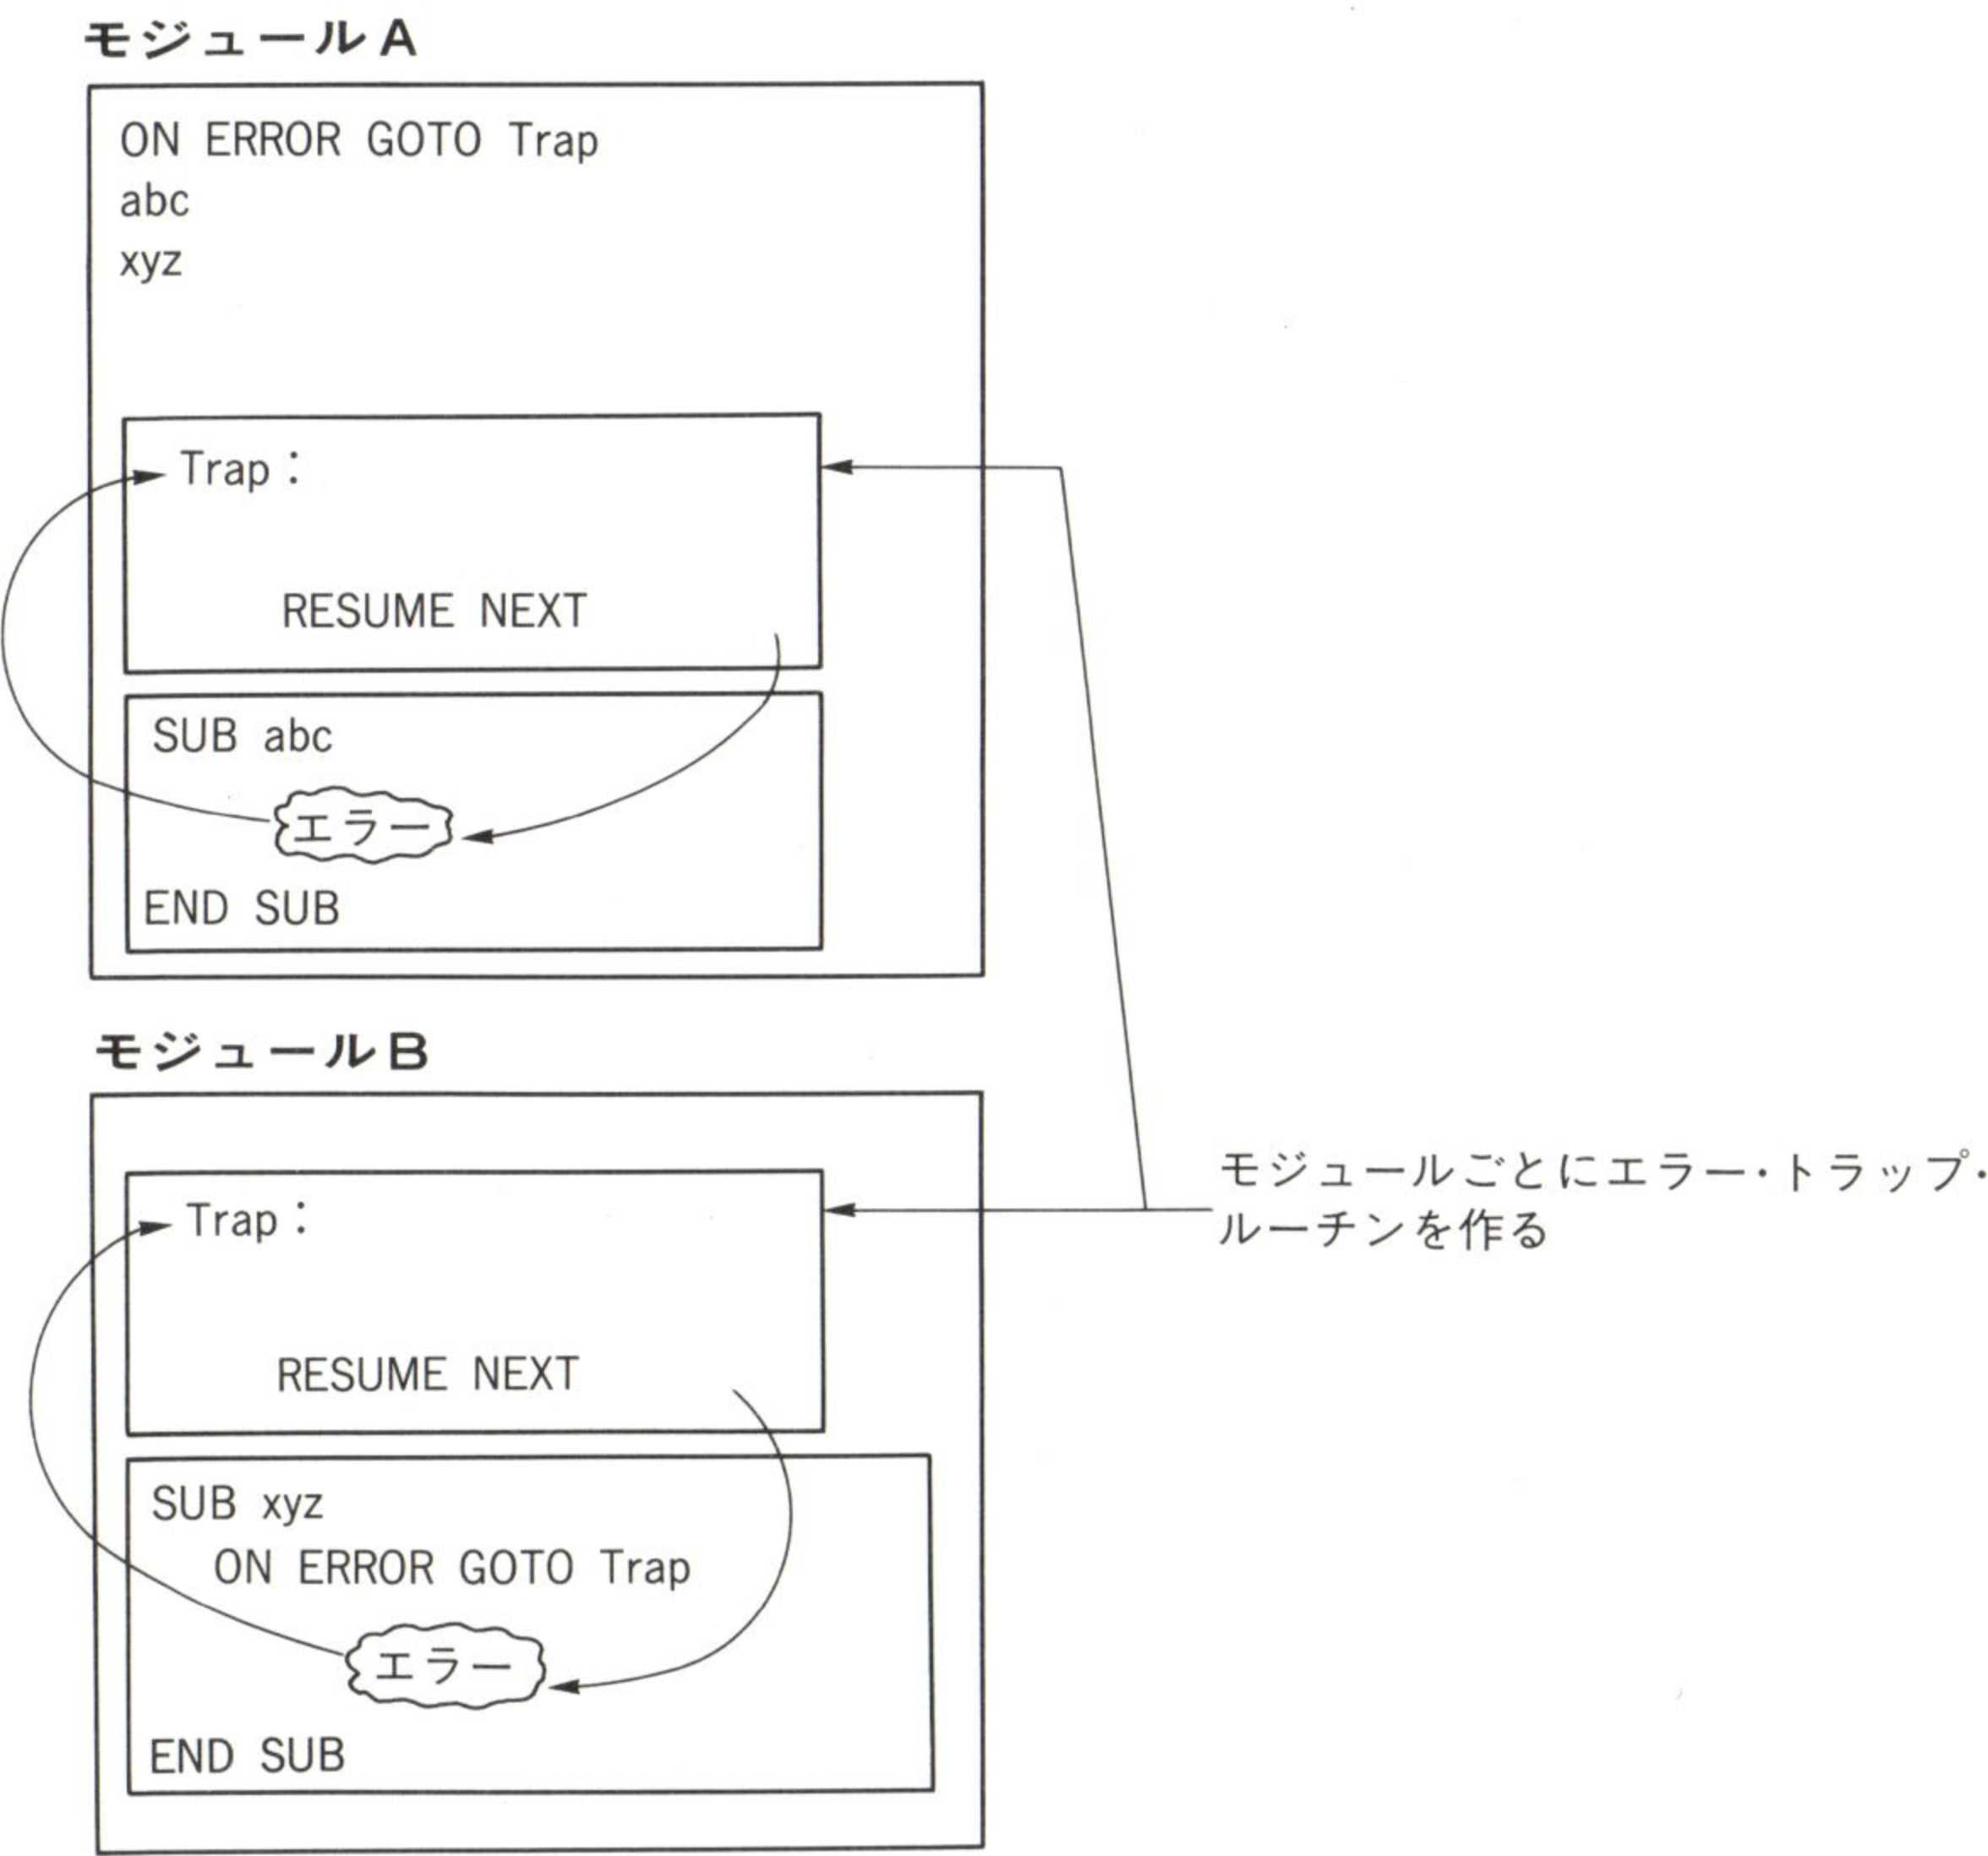 モジュールA
ON ERROR GOTO Trap
abc
xyz
Trap：
RESUME NEXT
SUB abc
エラー
END SUB
モジュールB
Trap：
RESUME NEXT
SUB xyz
ON ERROR GOTO Trap
エラー
END SUB
モジュールごとにエラー・トラップ・
ルーチンを作る